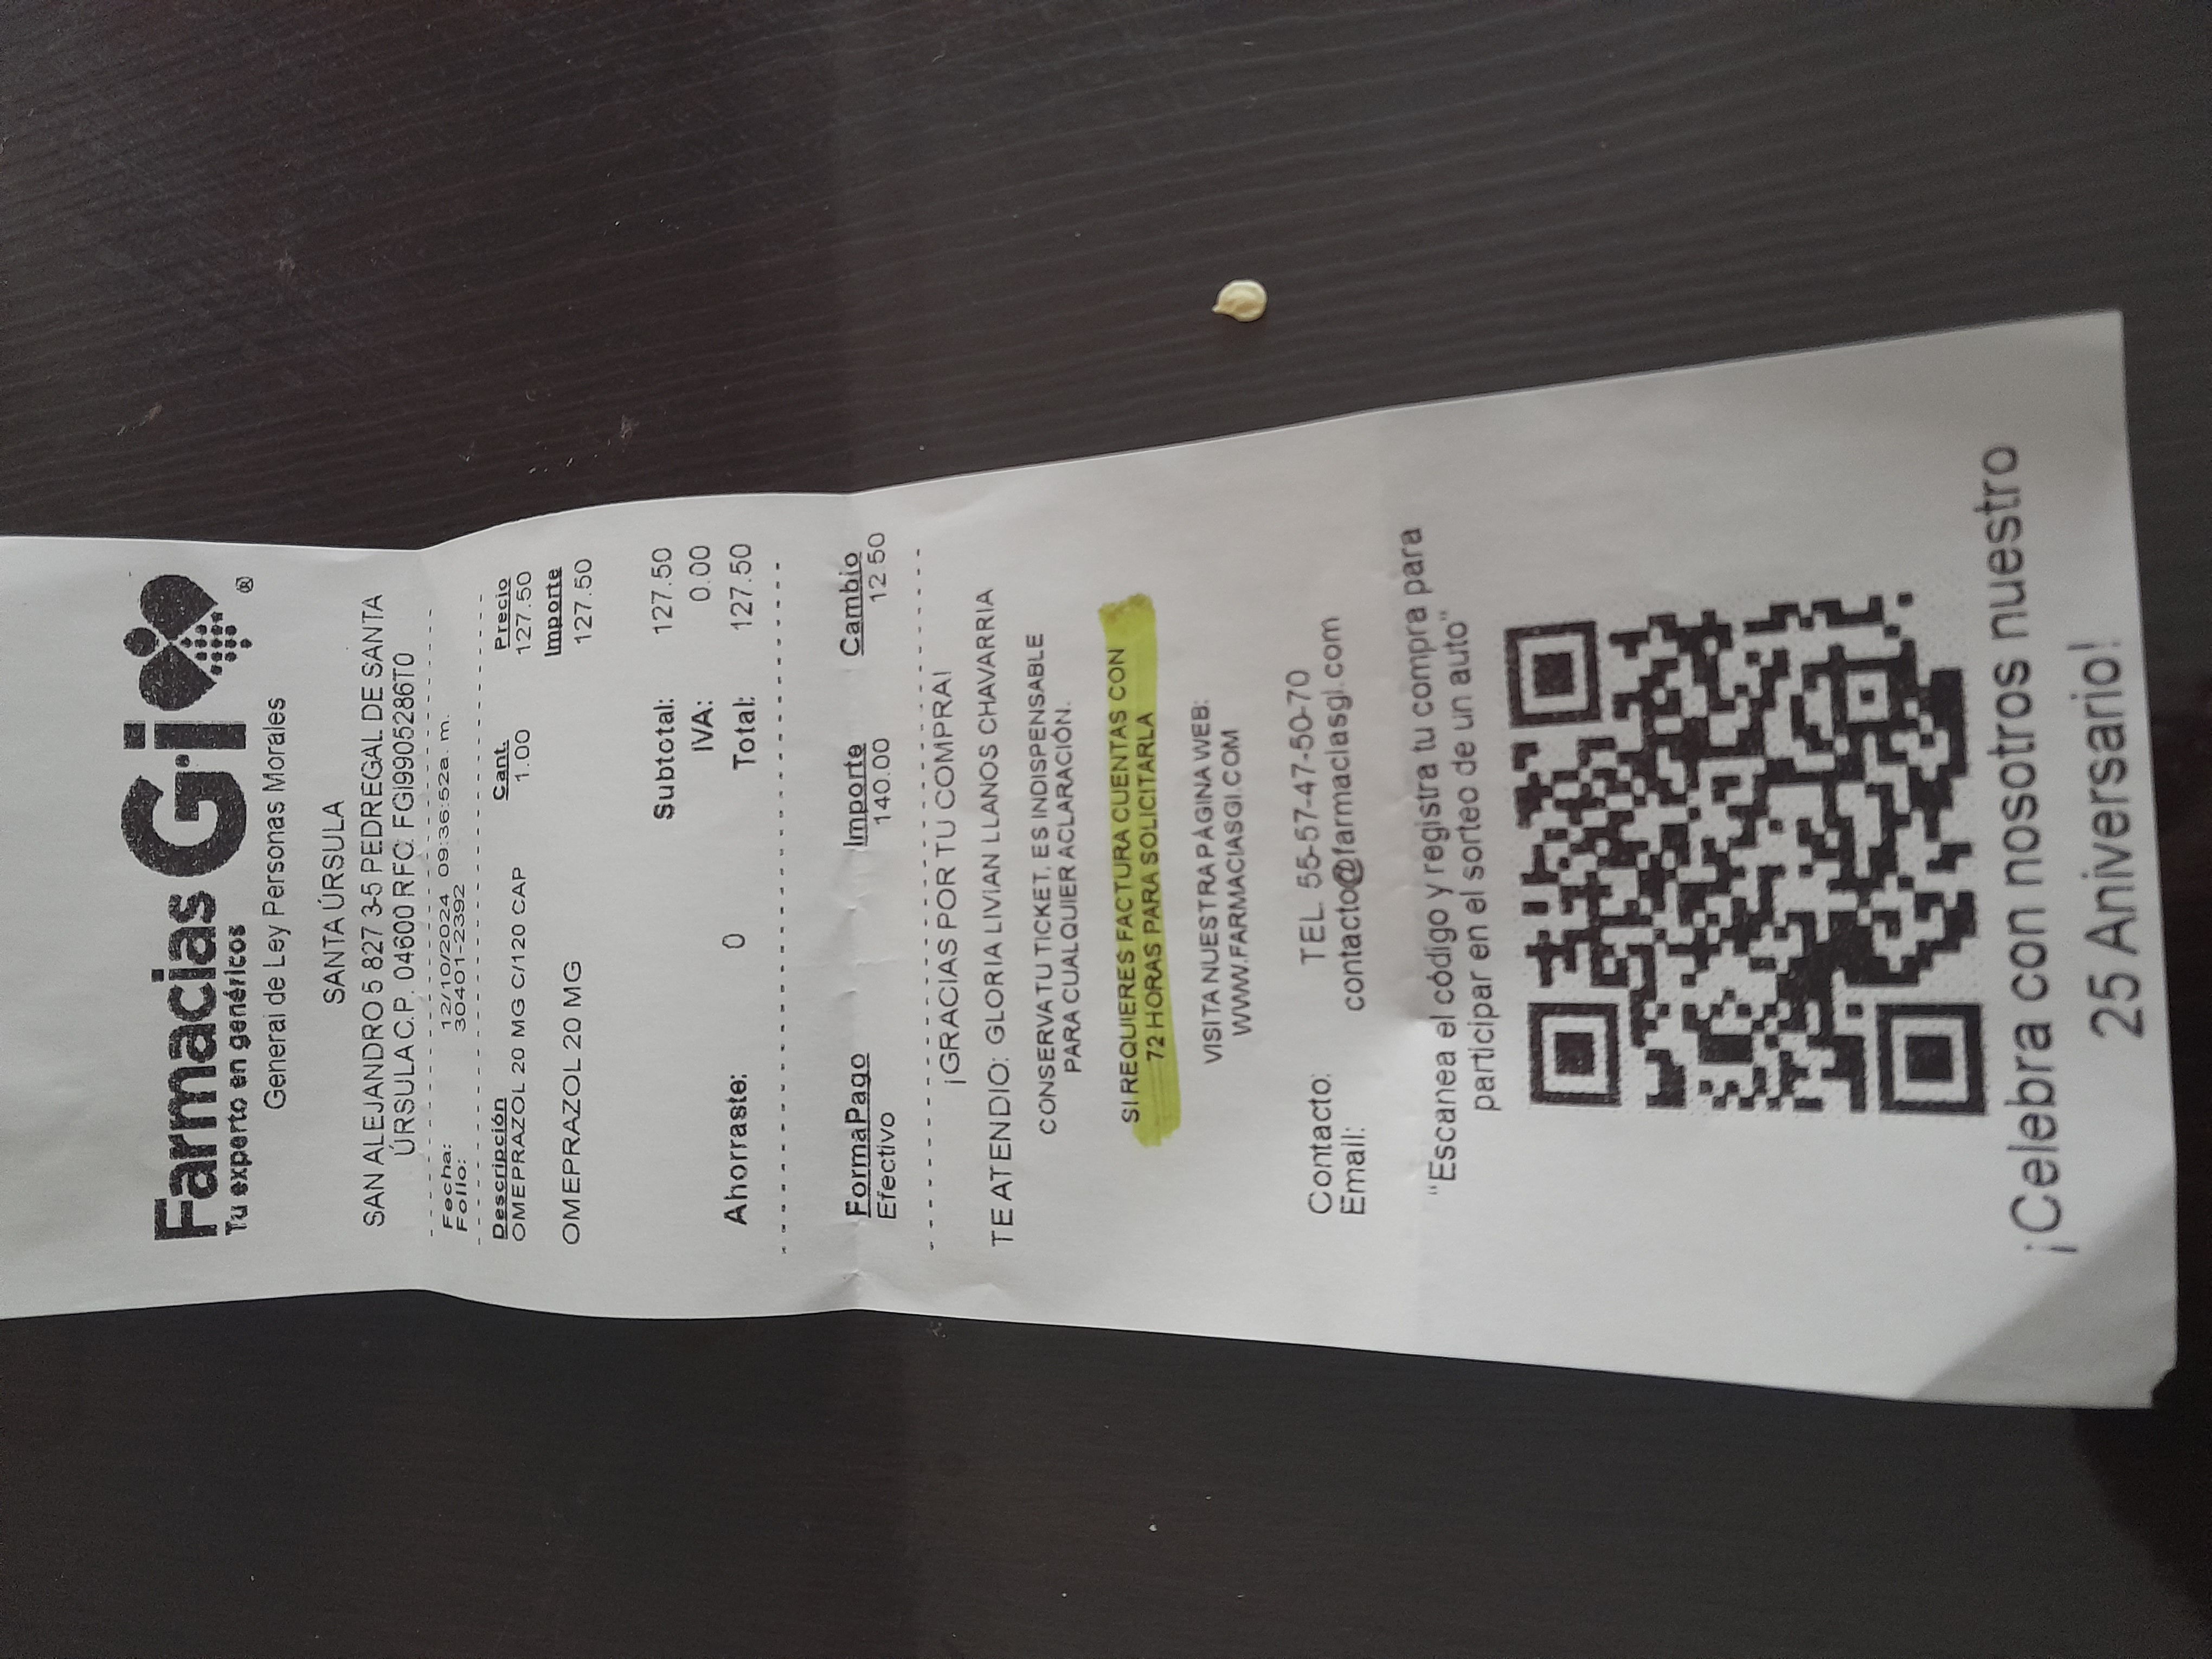 Farmacias Gi
®
Tu experto en genéricos
General de Ley Personas Morales
SANTA ÚRSULA
SAN ALEJANDRO 5 827 3-5 PEDREGAL DE SANTA
ÚRSULA C.P. 04600 RFC: FGI9905286T0
Fecha: 12/10/2024 09:36:52a. m.
Folio: 30401-2392
Descripción Cant. Precio
OMEPRAZOL 20 MG C/120 CAP 1.00 127.50
Importe
OMEPRAZOL 20 MG 127.50
Subtotal: 127.50
IVA: 0.00
Ahorraste: 0 Total: 127.50
FormaPago Importe Cambio
Efectivo 140.00 12.50
¡GRACIAS POR TU COMPRA!
TE ATENDIO: GLORIA LIVIAN LLANOS CHAVARRIA
CONSERVA TU TICKET, ES INDISPENSABLE
PARA CUALQUIER ACLARACIÓN.
SI REQUIERES FACTURA CUENTAS CON
72 HORAS PARA SOLICITARLA
VISITA NUESTRA PÁGINA WEB:
WWW.FARMACIASGI.COM
Contacto: TEL. 55-57-47-50-70
Email: contacto@farmaciasgi.com
"Escanea el código y registra tu compra para
participar en el sorteo de un auto"
¡Celebra con nosotros nuestro
25 Aniversario!